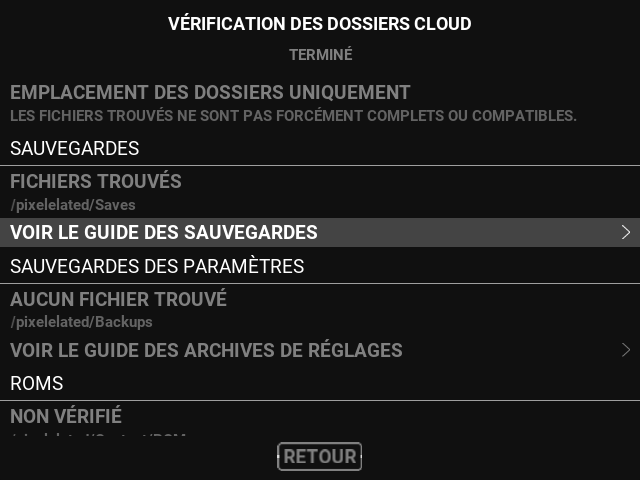 VÉRIFICATION DES DOSSIERS CLOUD
TERMINÉ
EMPLACEMENT DES DOSSIERS UNIQUEMENT
LES FICHIERS TROUVÉS NE SONT PAS FORCÉMENT COMPLETS OU COMPATIBLES.
SAUVEGARDES
FICHIERS TROUVÉS
/pixelelated/Saves
VOIR LE GUIDE DES SAUVEGARDES
SAUVEGARDES DES PARAMÈTRES
AUCUN FICHIER TROUVÉ
/pixelelated/Backups
VOIR LE GUIDE DES ARCHIVES DE RÉGLAGES
ROMS
NON VÉRIFIÉ
RETOUR